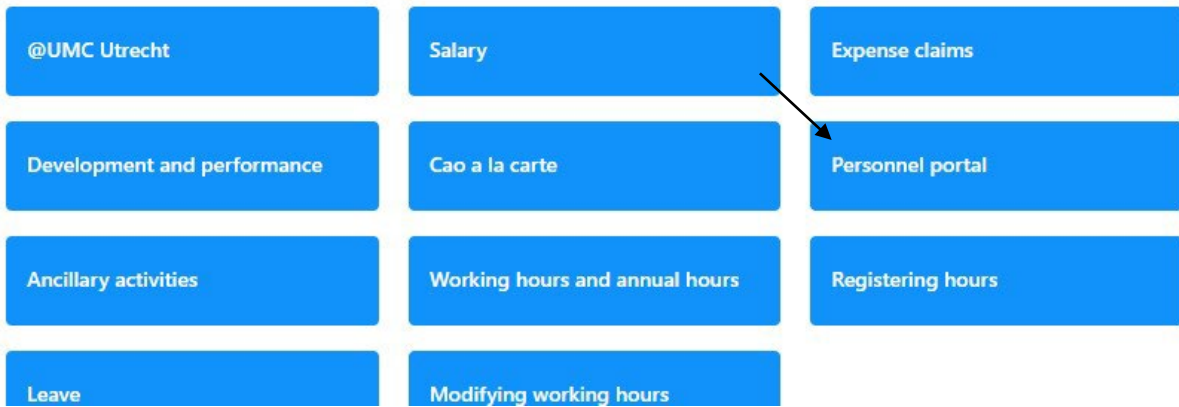 @UMC Utrecht
Salary
Expense claims
Development and performance
Cao a la carte
Personnel portal
Ancillary activities
Working hours and annual hours
Registering hours
Leave
Modifying working hours